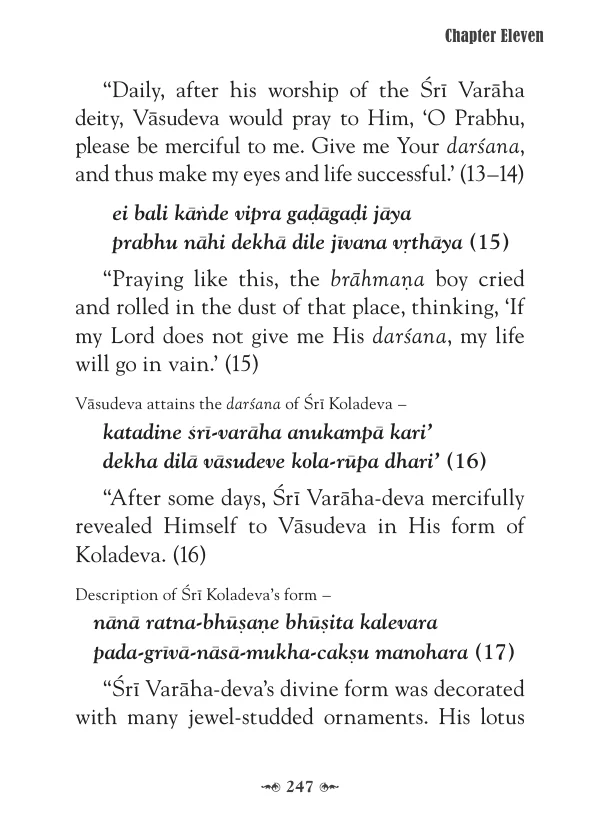 Chapter Eleven
“Daily, after his worship of the Śrī Varāha
deity, Vāsudeva would pray to Him, ‘O Prabhu,
please be merciful to me. Give me Your darśana,
and thus make my eyes and life successful.’ (13–14)
ei bali kāṅde vipra gaḍāgaḍi jāya
prabhu nāhi dekhā dile jīvana vṛthāya (15)
“Praying like this, the brāhmaṇa boy cried
and rolled in the dust of that place, thinking, ‘If
my Lord does not give me His darśana, my life
will go in vain.’ (15)
Vāsudeva attains the darśana of Śrī Koladeva –
katadine śrī-varāha anukampā kari’
dekha dilā vāsudeve kola-rūpa dhari’ (16)
“After some days, Śrī Varāha-deva mercifully
revealed Himself to Vāsudeva in His form of
Koladeva. (16)
Description of Śrī Koladeva’s form –
nānā ratna-bhūṣaṇe bhūṣita kalevara
pada-grīvā-nāsā-mukha-cakṣu manohara (17)
“Śrī Varāha-deva’s divine form was decorated
with many jewel-studded ornaments. His lotus
247